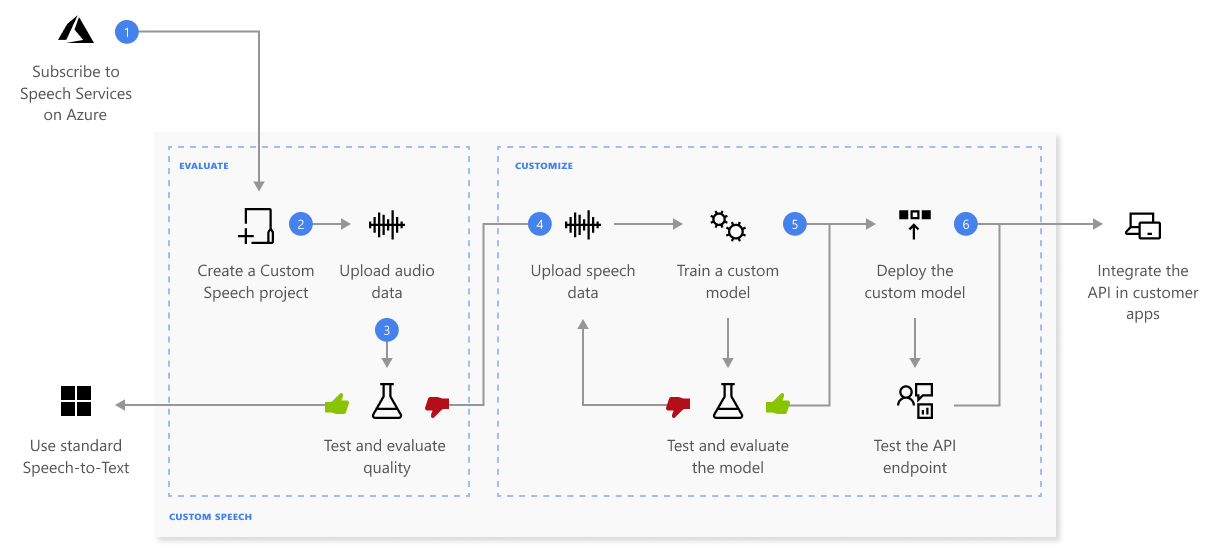 1
Subscribe to
Speech Services
on Azure
EVALUATE
2
Create a Custom
Speech project
Upload audio
data
3
Test and evaluate
quality
Use standard
Speech-to-Text
CUSTOMIZE
4
Upload speech
data
Train a custom
model
5
Test and evaluate
the model
Deploy the
custom model
6
Test the API
endpoint
Integrate the
API in customer
apps
CUSTOM SPEECH